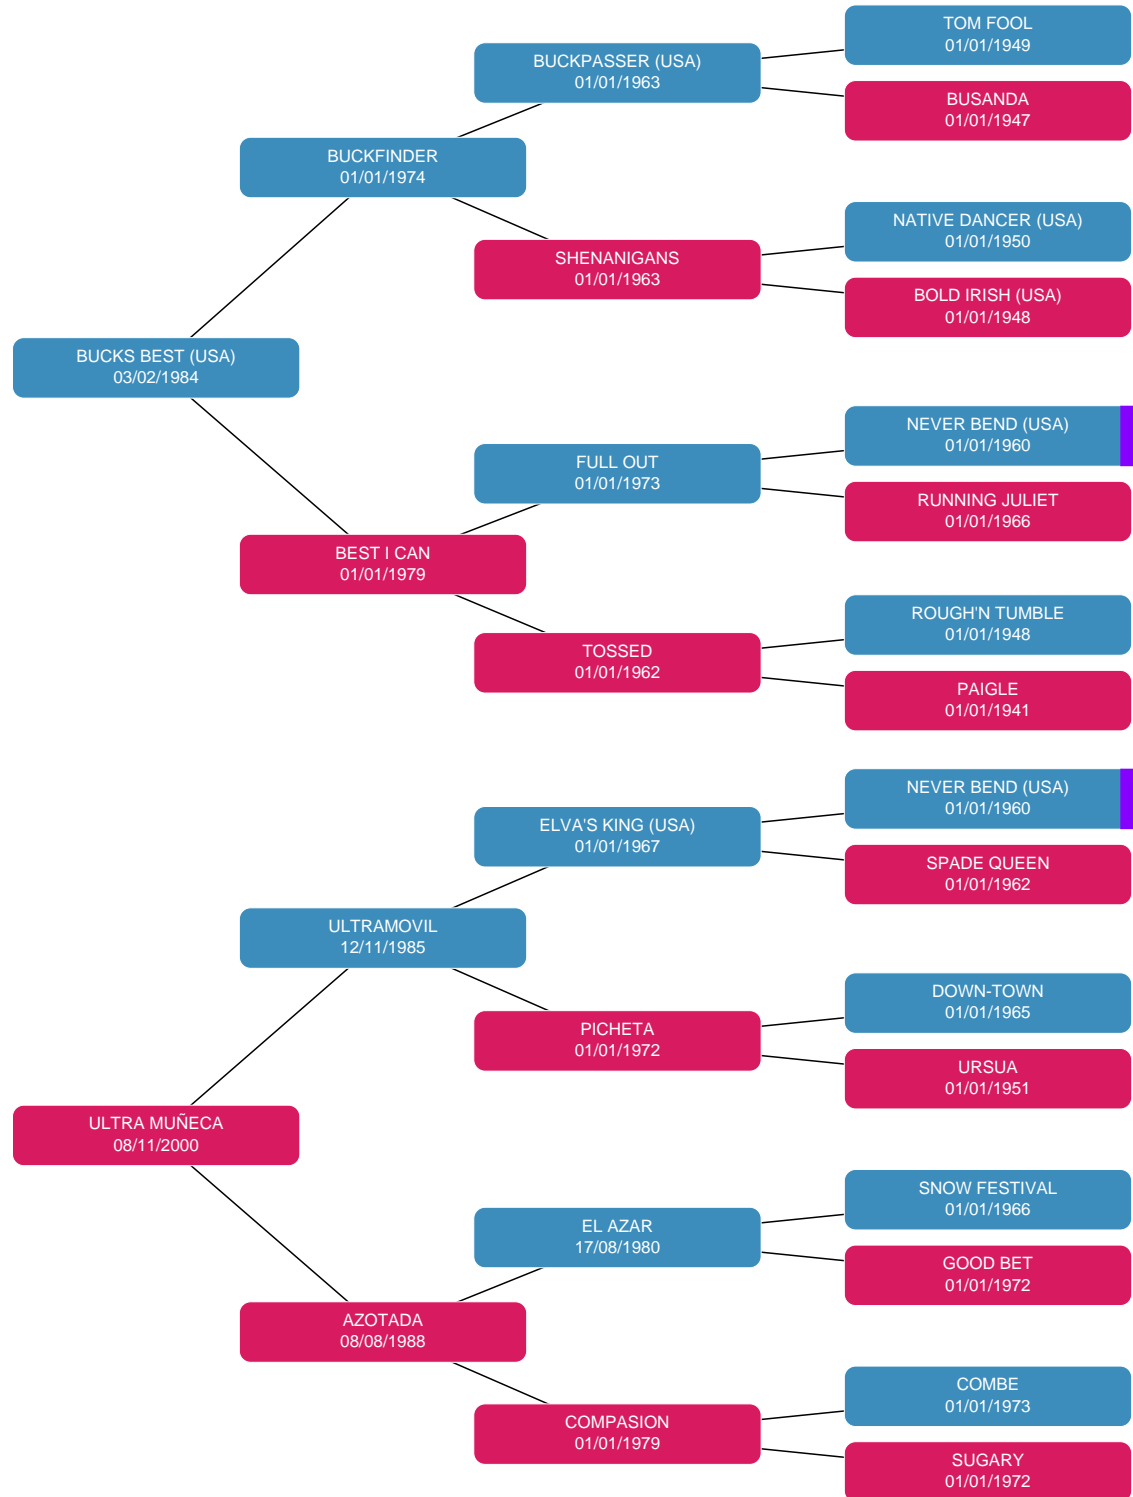 TOM FOOL
01/01/1949
BUCKPASSER (USA)
01/01/1963
BUSANDA
01/01/1947
BUCKFINDER
01/01/1974
NATIVE DANCER (USA)
01/01/1950
SHENANIGANS
01/01/1963
BOLD IRISH (USA)
01/01/1948
BUCKS BEST (USA)
03/02/1984
NEVER BEND (USA)
01/01/1960
FULL OUT
01/01/1973
RUNNING JULIET
01/01/1966
BEST I CAN
01/01/1979
ROUGH'N TUMBLE
01/01/1948
TOSSED
01/01/1962
PAIGLE
01/01/1941
NEVER BEND (USA)
01/01/1960
ELVA'S KING (USA)
01/01/1967
SPADE QUEEN
01/01/1962
ULTRAMOVIL
12/11/1985
DOWN-TOWN
01/01/1965
PICHETA
01/01/1972
URSUA
01/01/1951
ULTRA MUÑECA
08/11/2000
SNOW FESTIVAL
01/01/1966
EL AZAR
17/08/1980
GOOD BET
01/01/1972
AZOTADA
08/08/1988
COMBE
01/01/1973
COMPASION
01/01/1979
SUGARY
01/01/1972